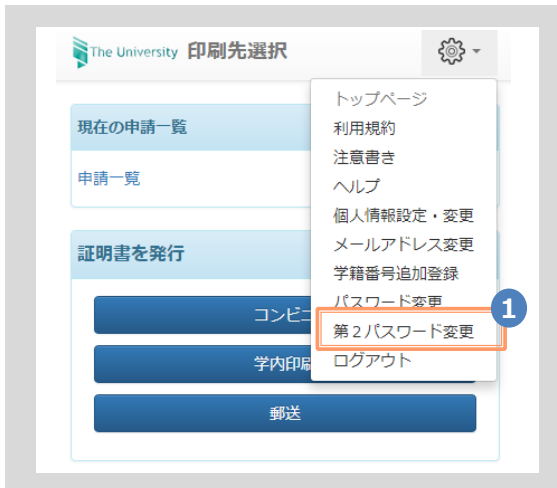 The University 印刷先選択
現在の申請一覧
申請一覧
証明書を発行
コンビニ
学内印刷
郵送
トップページ
利用規約
注意書き
ヘルプ
個人情報設定・変更
メールアドレス変更
学籍番号追加登録
パスワード変更
1
第2パスワード変更
ログアウト